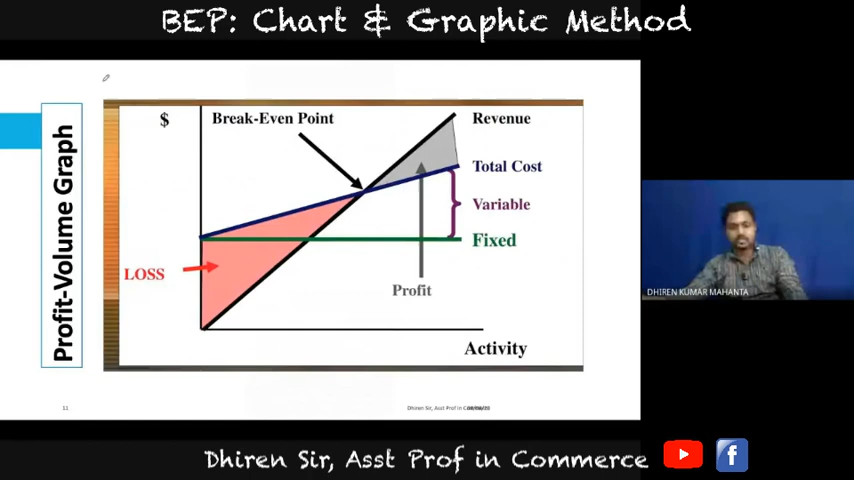 BEP: Chart & Graphic Method
Profit-Volume Graph
$
Break-Even Point
Revenue
Total Cost
Variable
Fixed
LOSS
Profit
Activity
DHIREN KUMAR MAHANTA
11
Dhiren Sir, Asst Prof in
Dhiren Sir, Asst Prof in Commerce